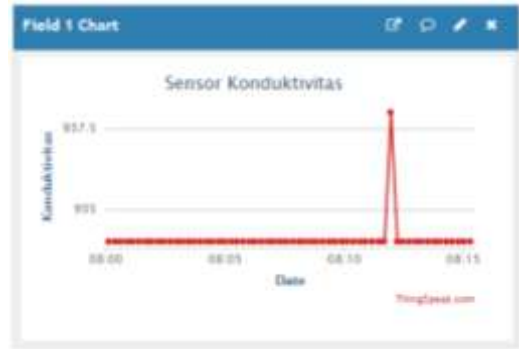 Field 1 Chart
Sensor Konduktivitas
Konduktivitas
937.5
935
08:00 08:05 08:10 08:15
Date
ThingSpeak.com